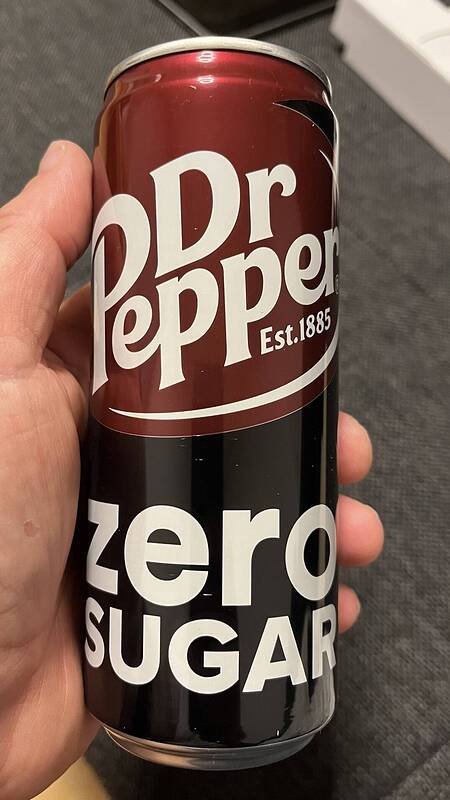 Dr
Pepper
Est.1885
zero
SUGAR